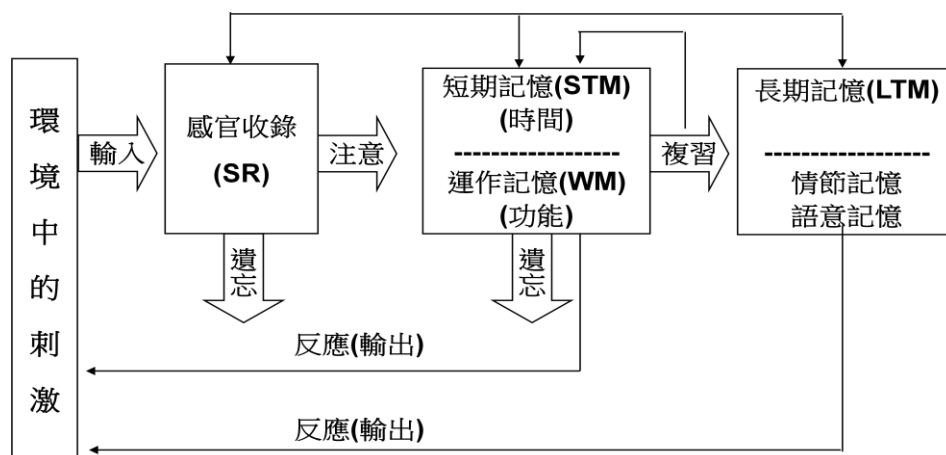 環境中的刺激
輸入
感官收錄
(SR)
注意
短期記憶(STM)
(時間)
運作記憶(WM)
(功能)
複習
長期記憶(LTM)
情節記憶
語意記憶
遺忘
遺忘
反應(輸出)
反應(輸出)